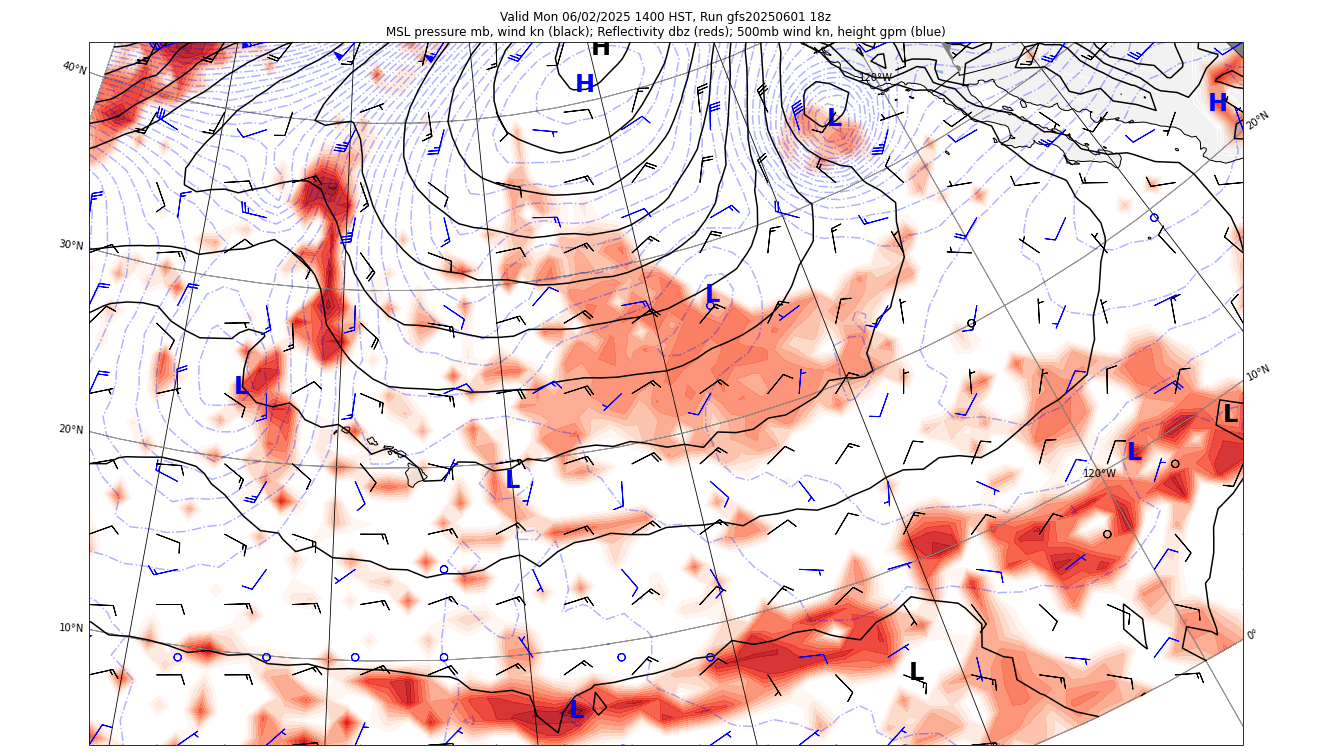 Valid Mon 06/02/2025 1400 HST, Run gfs20250601 18z
MSL pressure mb, wind kn (black); Reflectivity dbz (reds); 500mb wind kn, height gpm (blue)
H
40°N
120°W
H
H
L
20°N
30°N
L
L
10°N
L
20°N
L
L
120°W
10°N
0°
L
L